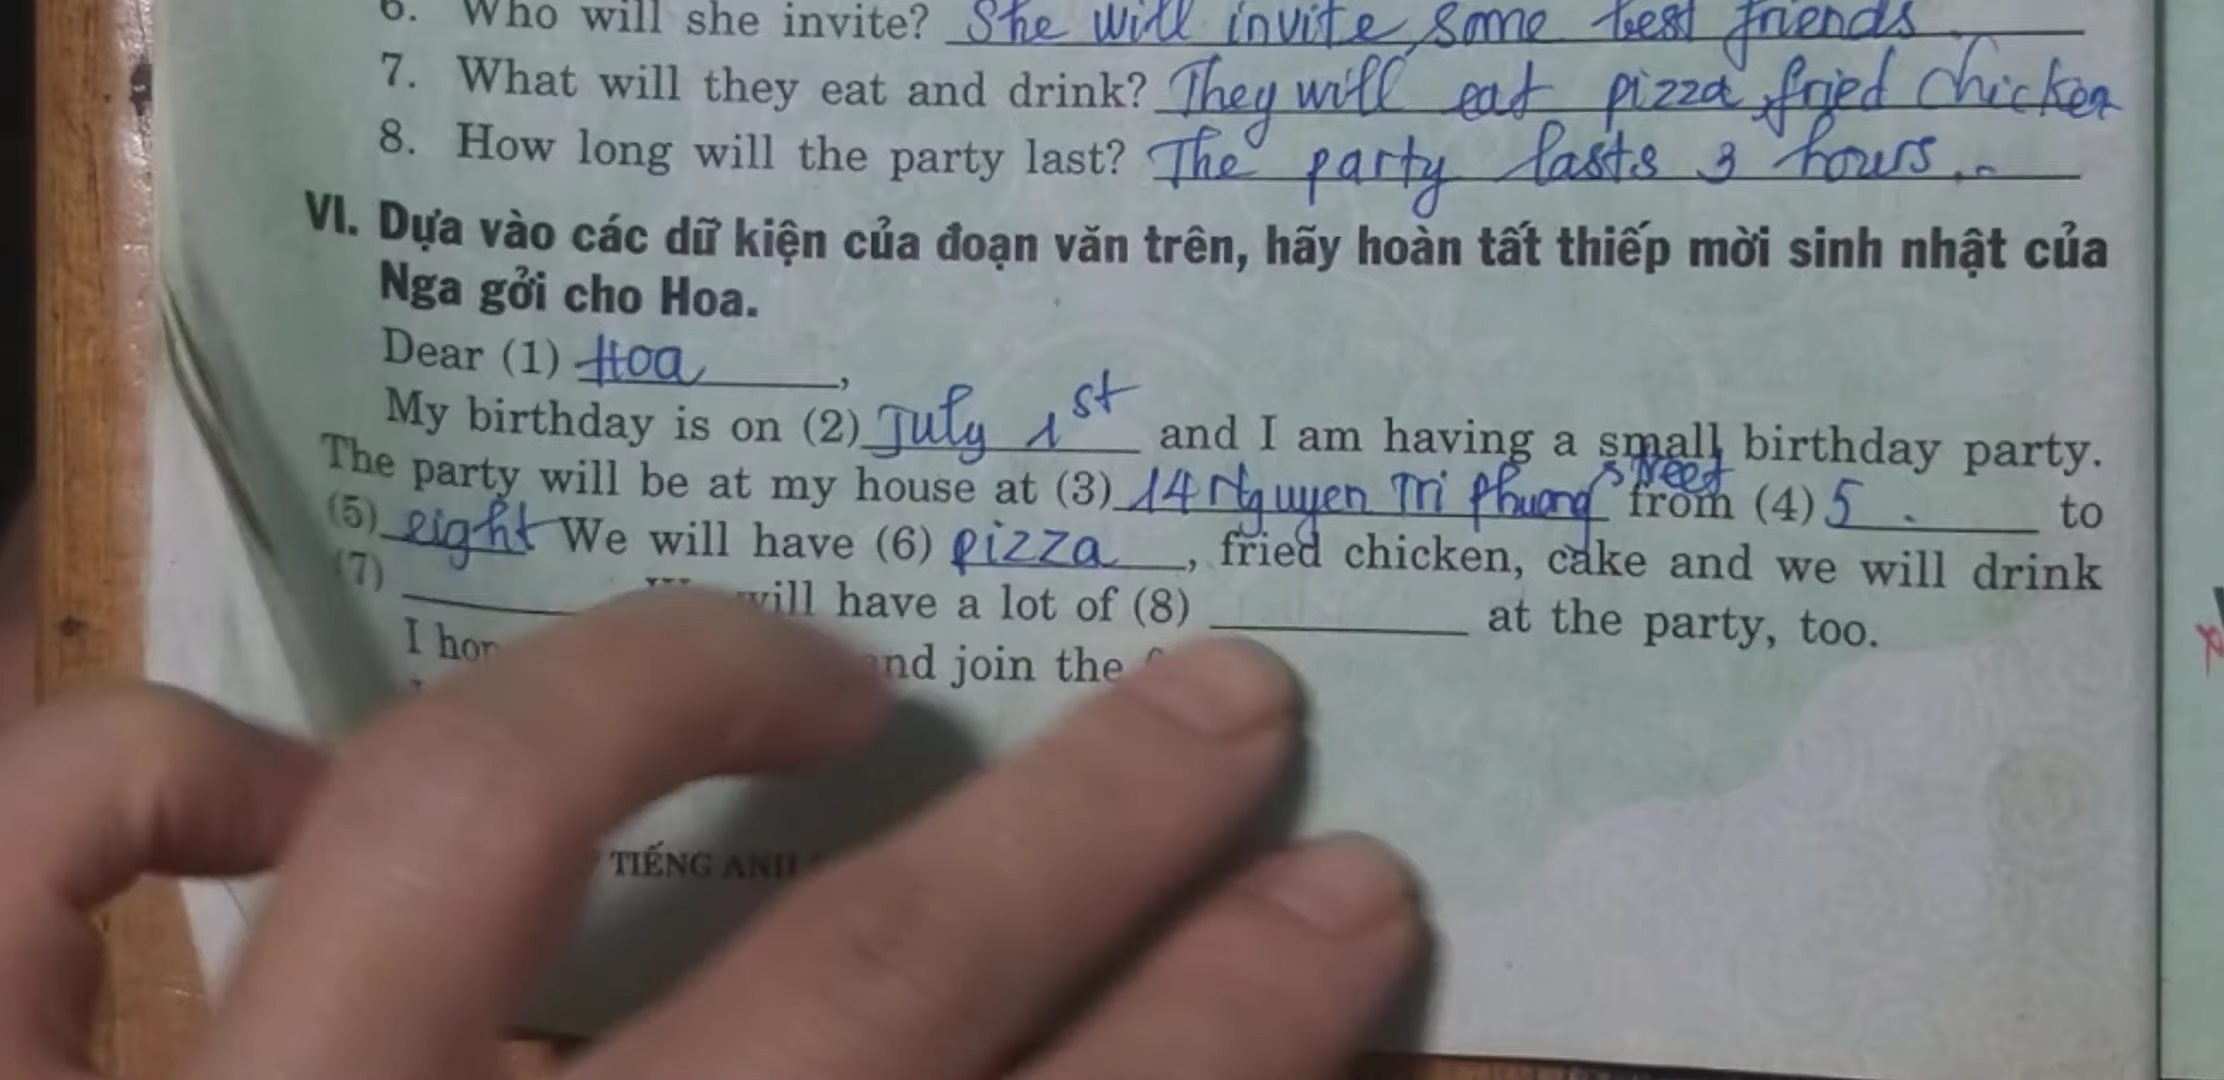 6. Who will she invite? She will invite some best friends
7. What will they eat and drink? They will eat pizza, fried chicken
8. How long will the party last? The party lasts 3 hours..
VI. Dựa vào các dữ kiện của đoạn văn trên, hãy hoàn tất thiếp mời sinh nhật của
Nga gởi cho Hoa.
Dear (1) Hoa,
My birthday is on (2) July 1st and I am having a small birthday party.
The party will be at my house at (3) 14 Nguyen Tri Phuong street from (4) 5 to
(5) eight We will have (6) pizza, fried chicken, cake and we will drink
(7) will have a lot of (8) at the party, too.
I and join the
TIẾNG ANH